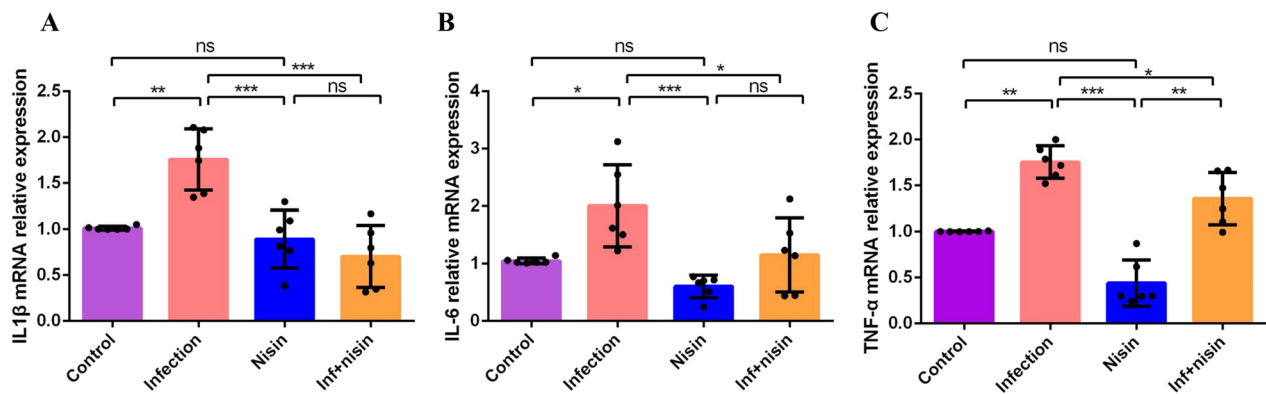 A
IL1β mRNA relative expression
2.5
2.0
1.5
1.0
0.5
0.0
ns
***
**
***
ns
Control
Infection
Nisin
Inf+nisin
B
IL-6 relative mRNA expression
6
4
2
1
0
ns
*
*
***
ns
Control
Infection
Nisin
Inf+nisin
C
TNF-α mRNA relative expression
2.5
2.0
1.5
1.0
0.5
0.0
ns
*
**
***
**
Control
Infection
Nisin
Inf+nisin